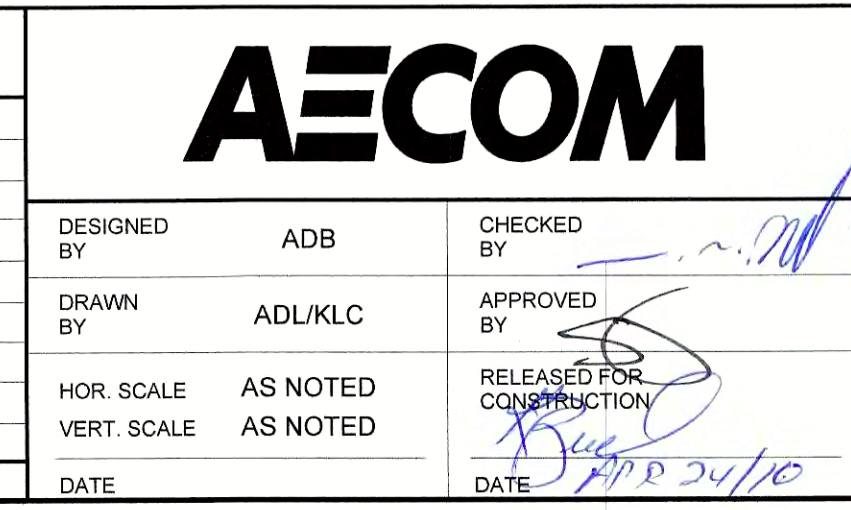 AECOM
DESIGNED
BY
ADB
CHECKED
BY
DRAWN
BY
ADL/KLC
APPROVED
BY
HOR. SCALE AS NOTED
VERT. SCALE AS NOTED
RELEASED FOR
CONSTRUCTION
DATE
DATE APR 24/10